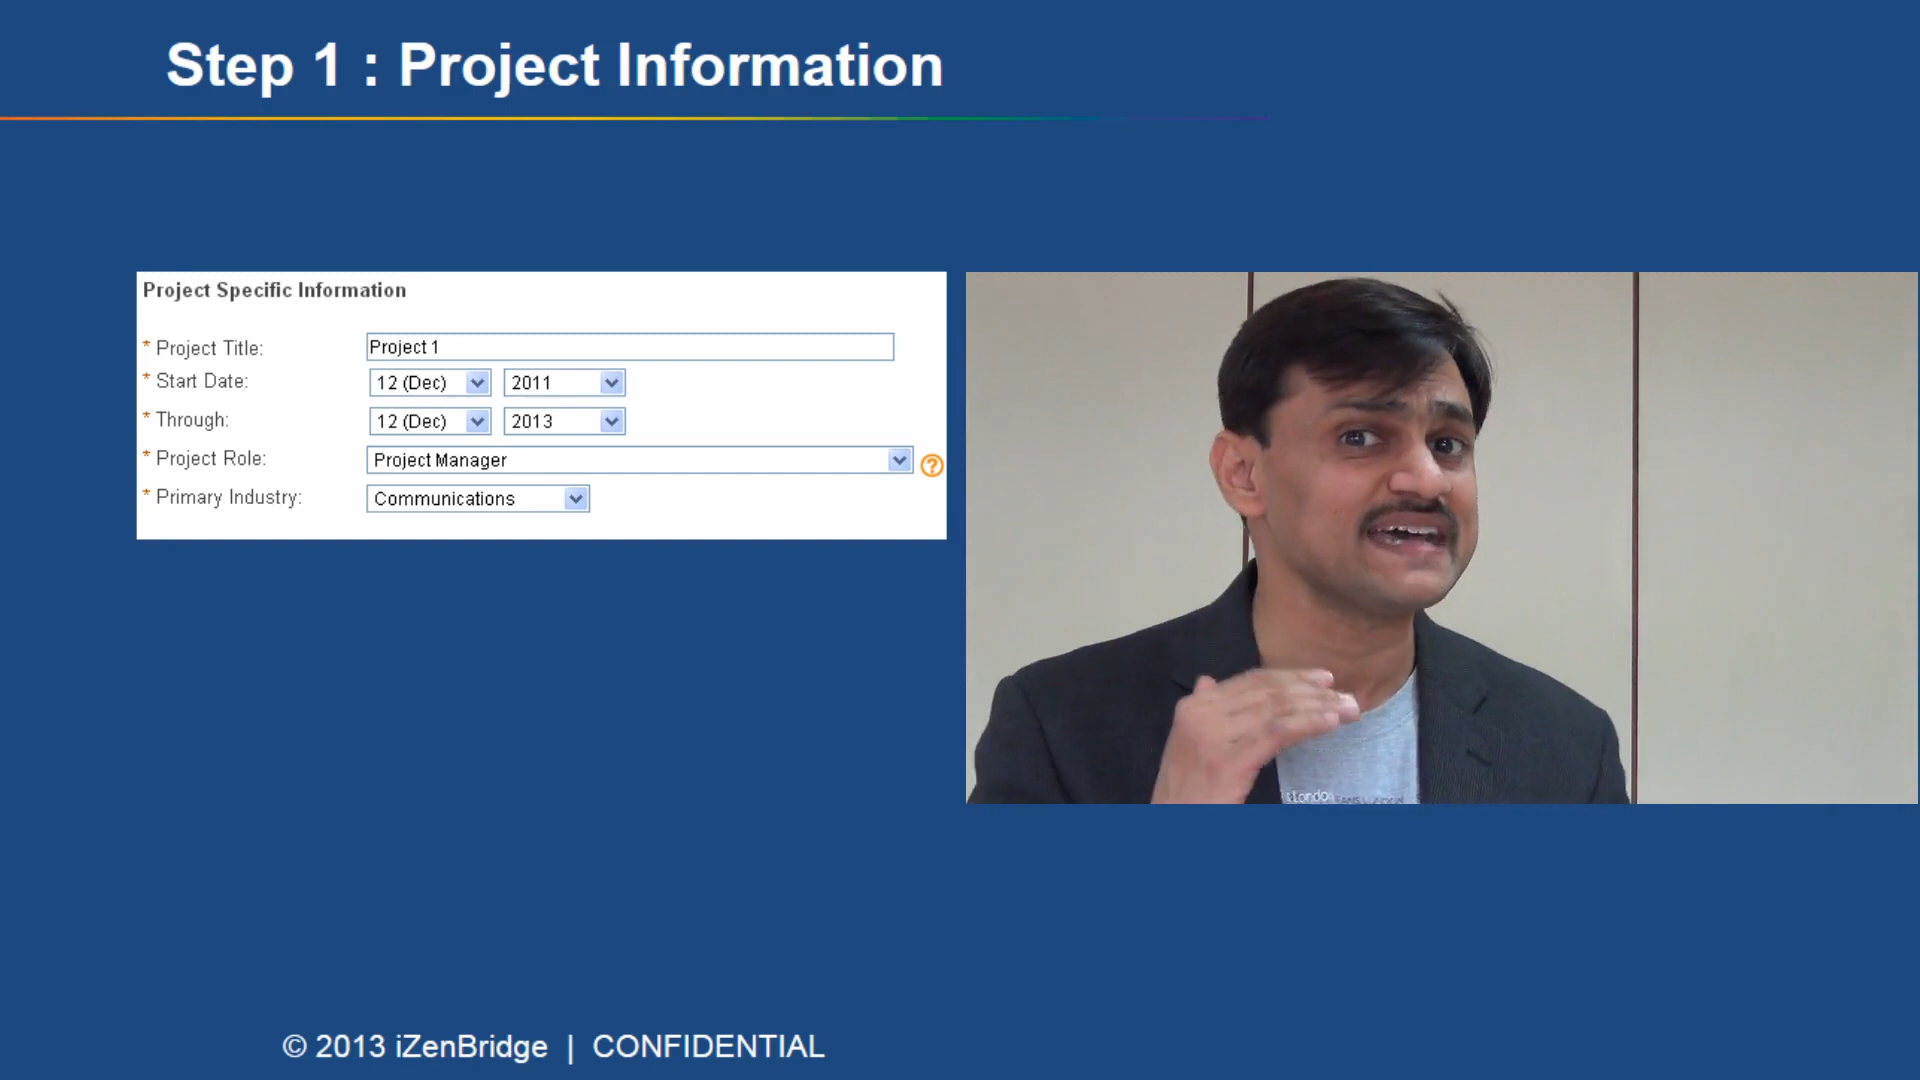 Step 1 : Project Information
Project Specific Information
* Project Title: Project 1
* Start Date: 12 (Dec) 2011
* Through: 12 (Dec) 2013
* Project Role: Project Manager ?
* Primary Industry: Communications
London
© 2013 iZenBridge | CONFIDENTIAL